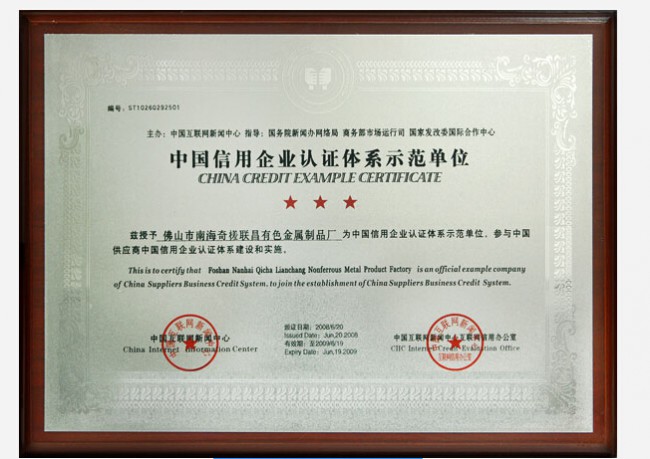 编号：ST10260292501
主办：中国互联网新闻中心 指导：国务院新闻办网络局 商务部市场运行司 国家发改委国际合作中心
中国信用企业认证体系示范单位
CHINA CREDIT EXAMPLE CERTIFICATE
兹授予 佛山市南海奇槎联昌有色金属制品厂 为中国信用企业认证体系示范单位，参与中国
供应商中国信用企业认证体系建设和实施。
This is to certify that Foshan Nanhai Qicha Lianchang Nonferrous Metal Product Factory is an official example company
of China Suppliers Business Credit System, to join the establishment of China Suppliers Business Credit System.
中国互联网新闻中心
China Internet Information Center
验证日期：2008/6/20
Issued Date: Jun,20,2008
有效期：至2009/6/19
Expiry Date: Jun,19,2009
中国互联网新闻中心互联网信用办公室
CIIC Internet Credit Evaluation Office